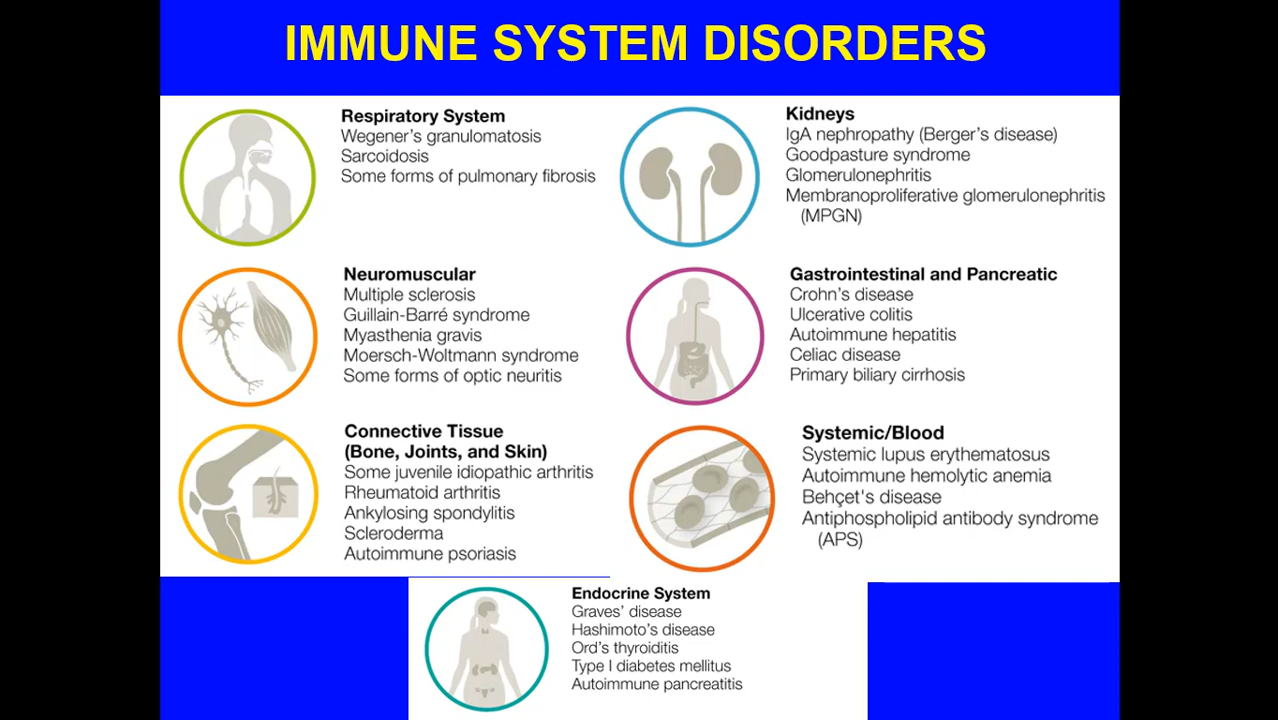 IMMUNE SYSTEM DISORDERS
Respiratory System
Wegener's granulomatosis
Sarcoidosis
Some forms of pulmonary fibrosis
Kidneys
IgA nephropathy (Berger's disease)
Goodpasture syndrome
Glomerulonephritis
Membranoproliferative glomerulonephritis
(MPGN)
Neuromuscular
Multiple sclerosis
Guillain-Barré syndrome
Myasthenia gravis
Moersch-Woltmann syndrome
Some forms of optic neuritis
Gastrointestinal and Pancreatic
Crohn's disease
Ulcerative colitis
Autoimmune hepatitis
Celiac disease
Primary biliary cirrhosis
Connective Tissue
(Bone, Joints, and Skin)
Some juvenile idiopathic arthritis
Rheumatoid arthritis
Ankylosing spondylitis
Scleroderma
Autoimmune psoriasis
Systemic/Blood
Systemic lupus erythematosus
Autoimmune hemolytic anemia
Behçet's disease
Antiphospholipid antibody syndrome
(APS)
Endocrine System
Graves' disease
Hashimoto's disease
Ord's thyroiditis
Type I diabetes mellitus
Autoimmune pancreatitis